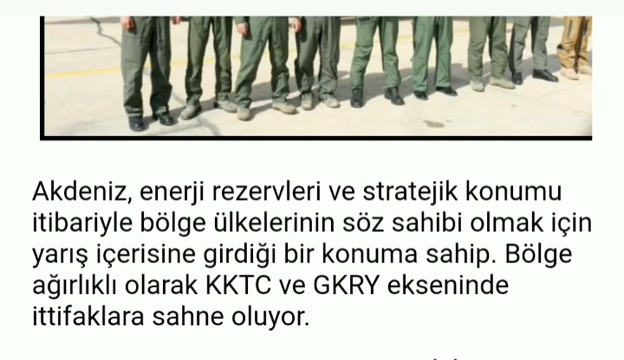 Akdeniz, enerji rezervleri ve stratejik konumu
itibariyle bölge ülkelerinin söz sahibi olmak için
yarış içerisine girdiği bir konuma sahip. Bölge
ağırlıklı olarak KKTC ve GKRY ekseninde
ittifaklara sahne oluyor.